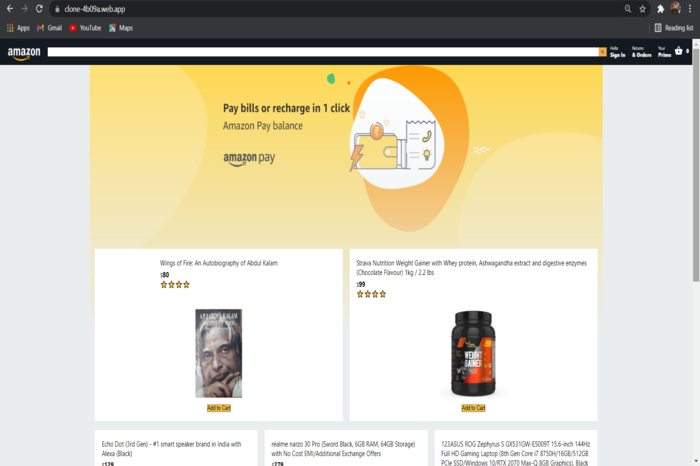 clone-4b09a.web.app
Apps
Gmail
YouTube
Maps
Reading list
amazon
Hello
Sign In
Returns
& Orders
Your
Prime
0
Pay bills or recharge in 1 click
Amazon Pay balance
amazon pay
Wings of Fire: An Autobiography of Abdul Kalam
$80
A P J ABDUL KALAM
Add to Cart
Strava Nutrition Weight Gainer with Whey protein, Ashwagandha extract and digestive enzymes
(Chocolate Flavour) 1kg / 2.2 lbs
$99
WEIGHT
GAINER
Add to Cart
Echo Dot (3rd Gen) - #1 smart speaker brand in India with
Alexa (Black)
$129
realme narzo 30 Pro (Sword Black, 6GB RAM, 64GB Storage)
with No Cost EMI/Additional Exchange Offers
$279
123ASUS ROG Zephyrus S GX531GW-ES009T 15.6-inch 144Hz
Full HD Gaming Laptop (8th Gen Core i7 8750H/16GB/512GB
PCIe SSD/Windows 10/RTX 2070 Max-Q 8GB Graphics), Black